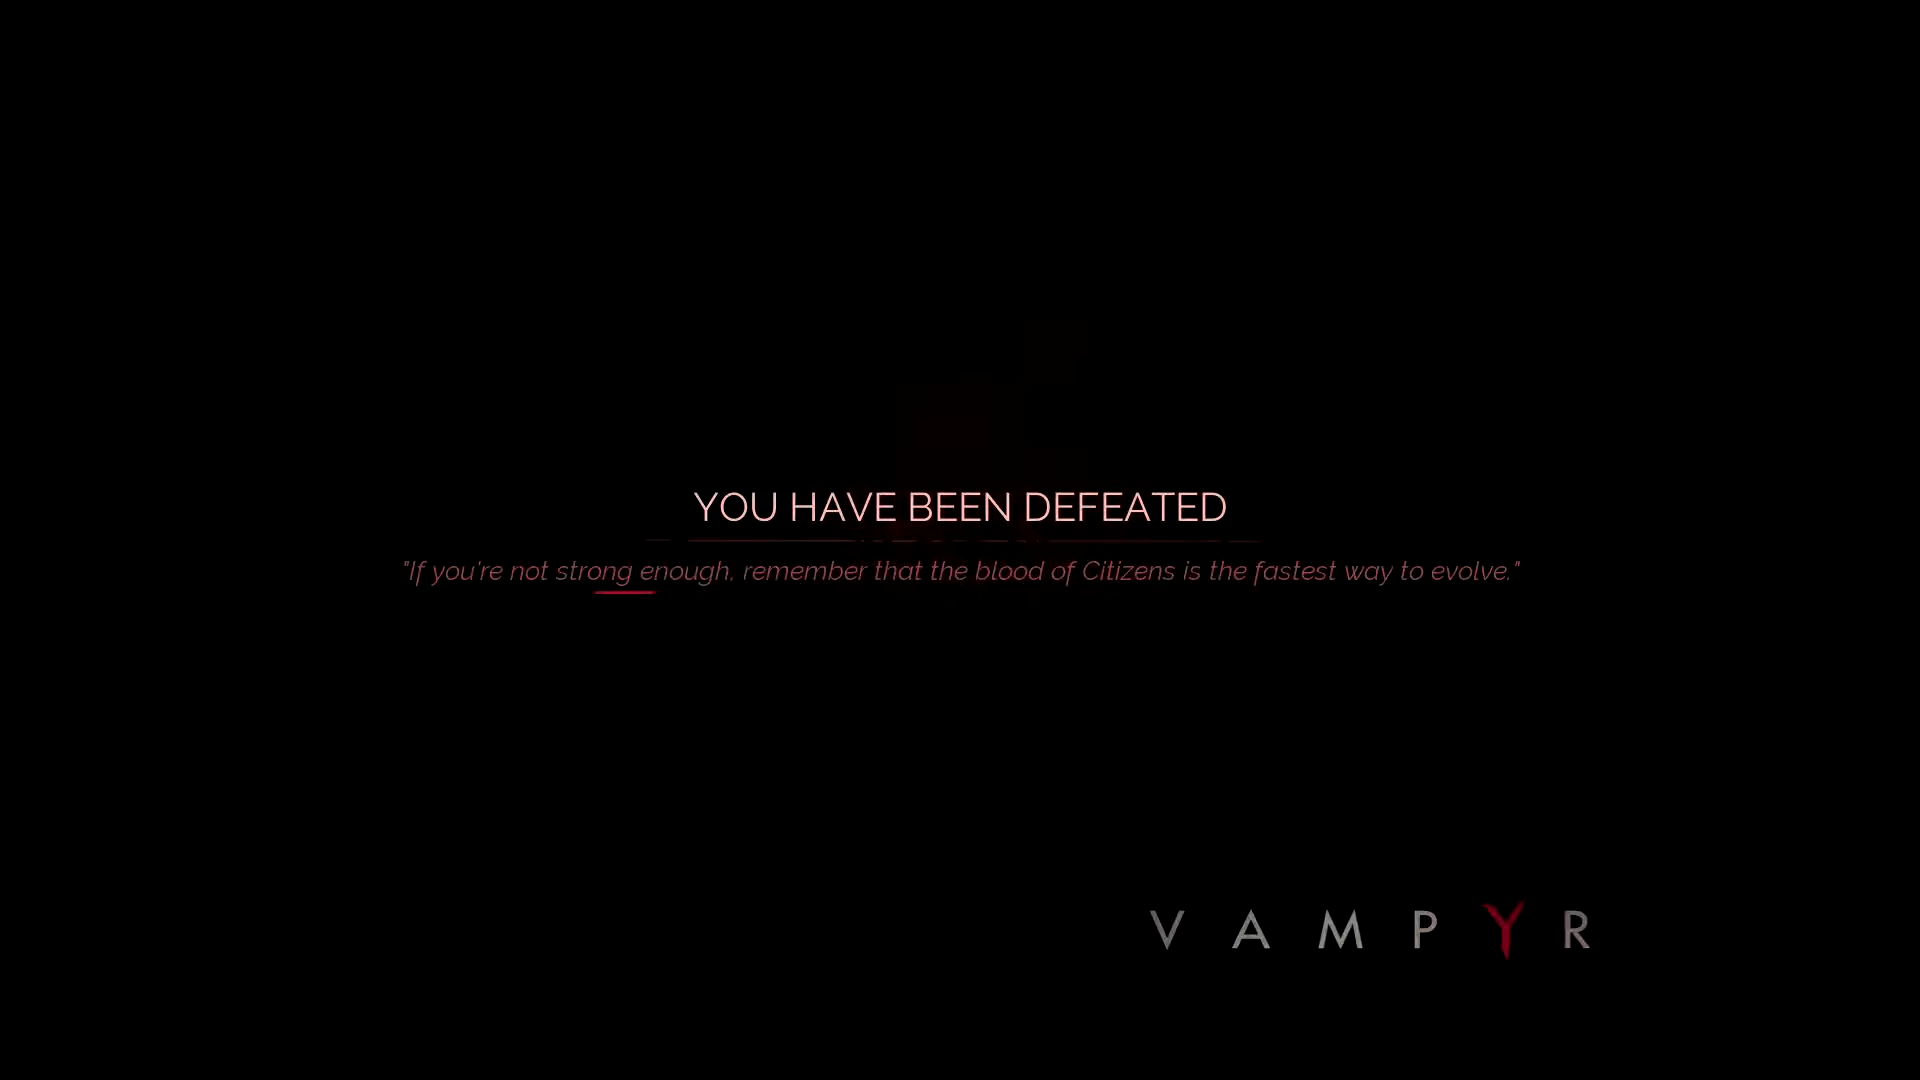 YOU HAVE BEEN DEFEATED
"If you're not strong enough, remember that the blood of Citizens is the fastest way to evolve."
VAMPYR